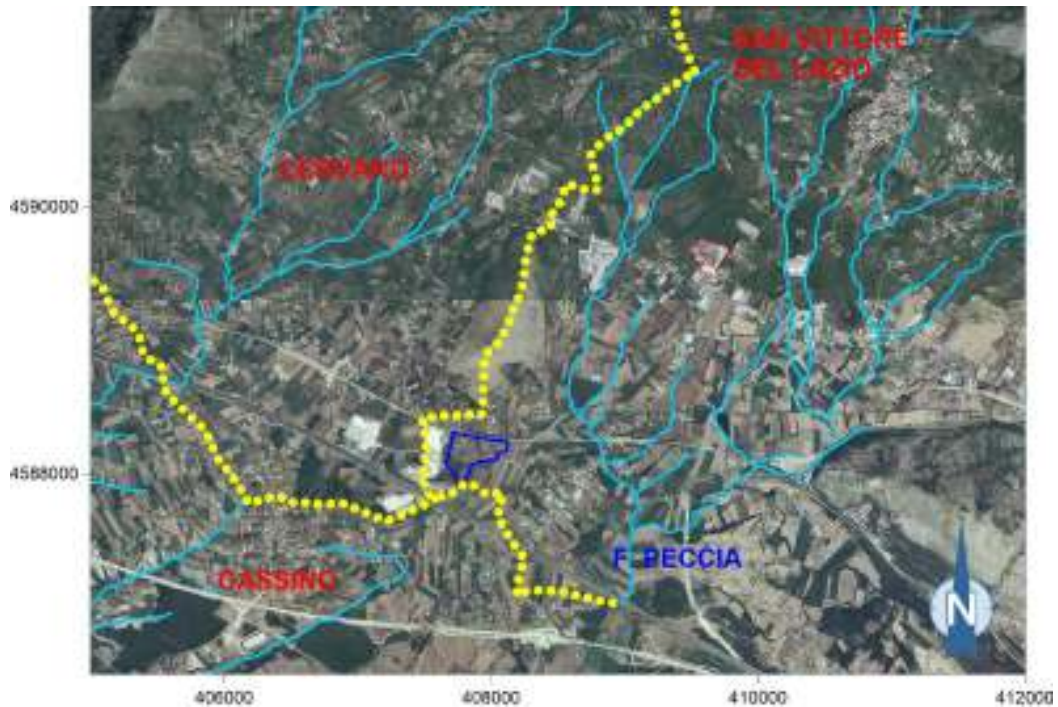 SAN VITTORE
DEL LAZIO
CERVARO
4590000
4588000
F. PECCIA
CASSINO
N
406000
408000
410000
412000